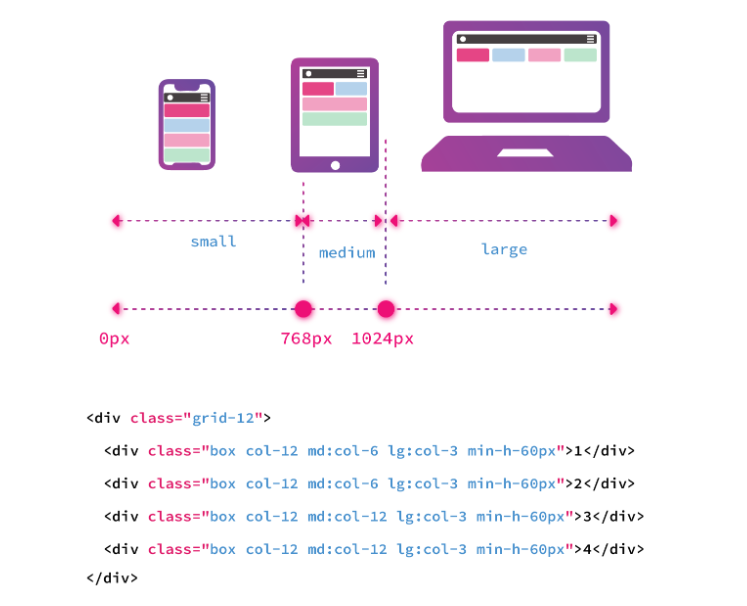 small
medium
large
0px 768px 1024px
<div class="grid-12">
<div class="box col-12 md:col-6 lg:col-3 min-h-60px">1</div>
<div class="box col-12 md:col-6 lg:col-3 min-h-60px">2</div>
<div class="box col-12 md:col-12 lg:col-3 min-h-60px">3</div>
<div class="box col-12 md:col-12 lg:col-3 min-h-60px">4</div>
</div>